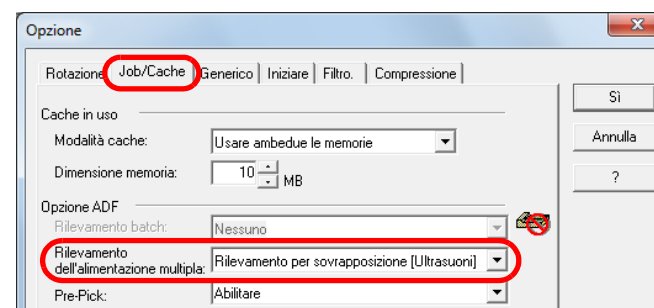 Opzione
Rotazione Job/Cache Generico Iniziare Filtro. Compressione
Sì
Annulla
?
Cache in uso
Modalità cache: Usare ambedue le memorie
Dimensione memoria: 10 MB
Opzione ADF
Rilevamento batch: Nessuno
Rilevamento
dell'alimentazione multipla: Rilevamento per sovrapposizione [Ultrasuoni]
Pre-Pick: Abilitare